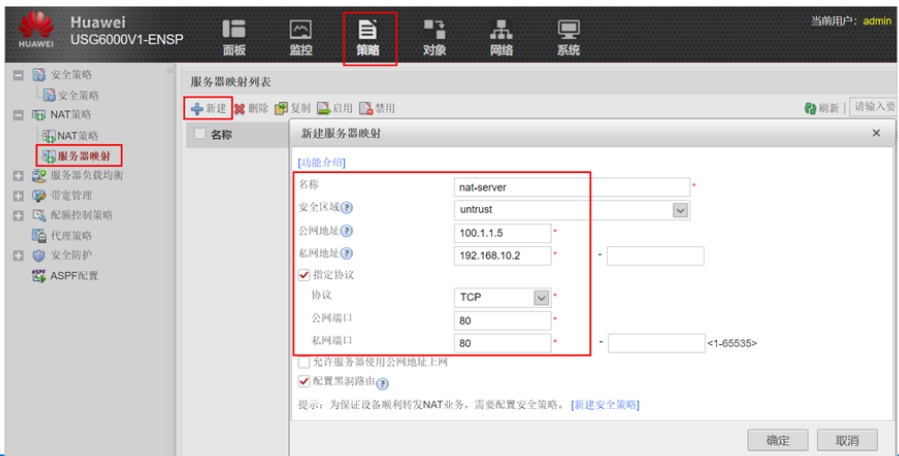 HUAWEI
Huawei
USG6000V1-ENSP
面板
监控
策略
对象
网络
系统
当前用户：admin
安全策略
安全策略
NAT策略
NAT策略
服务器映射
服务器负载均衡
带宽管理
配额控制策略
代理策略
安全防护
ASPF配置
服务器映射列表
新建 删除 复制 启用 禁用
刷新 请输入要
名称
新建服务器映射
[功能介绍]
名称 nat-server *
安全区域 untrust
公网地址 100.1.1.5 *
私网地址 192.168.10.2 * -
指定协议
协议 TCP *
公网端口 80 *
私网端口 80 * - <1-65535>
允许服务器使用公网地址上网
配置黑洞路由
提示：为保证设备顺利转发NAT业务，需要配置安全策略。[新建安全策略]
确定 取消